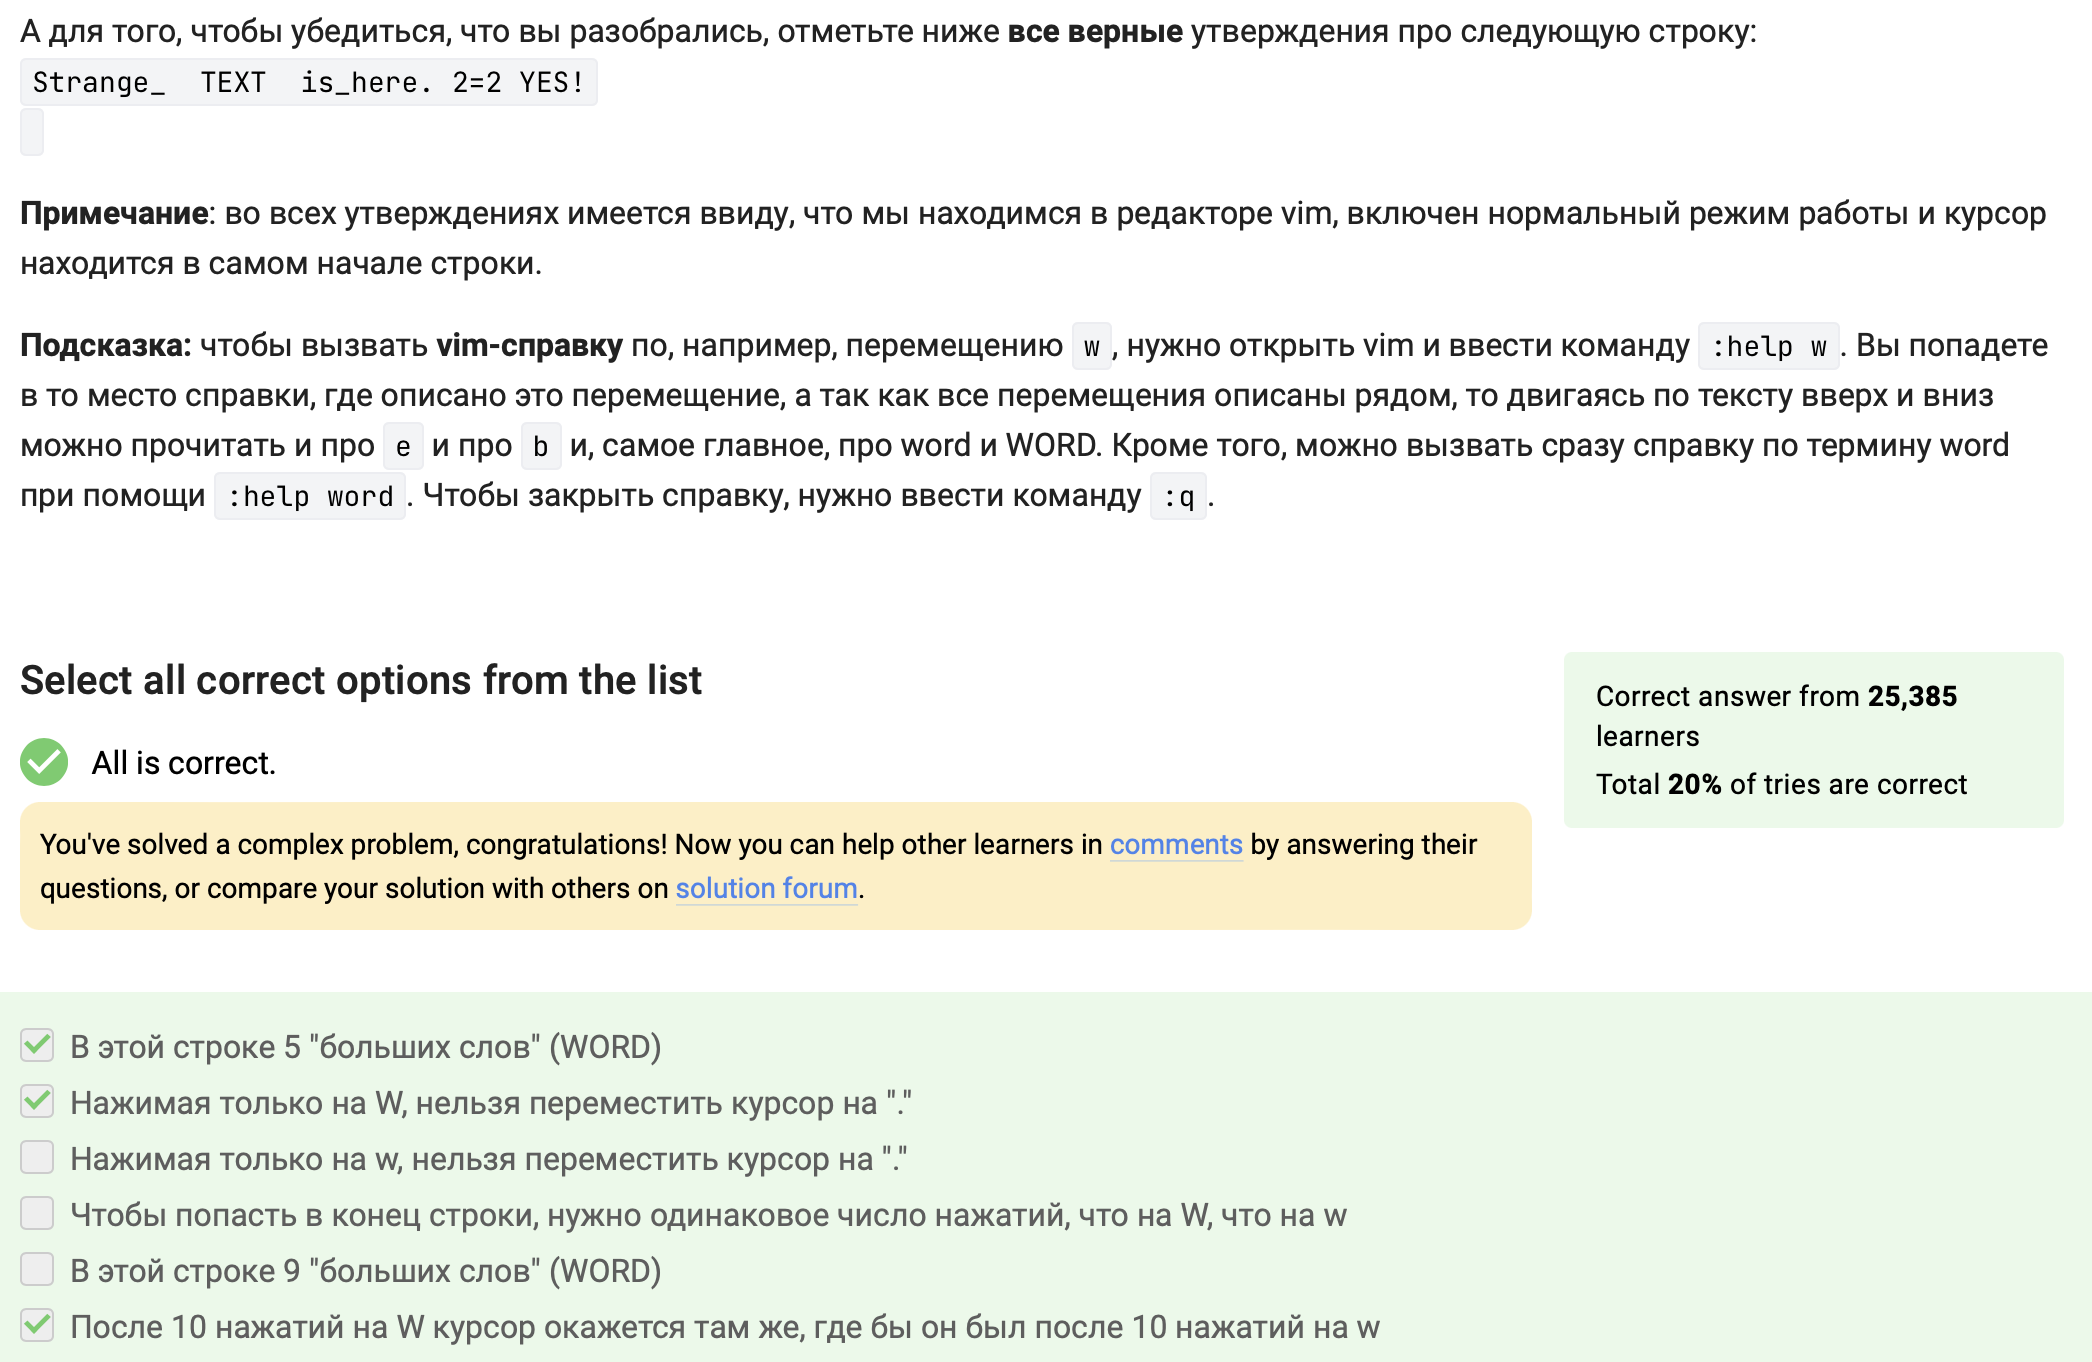 А для того, чтобы убедиться, что вы разобрались, отметьте ниже все верные утверждения про следующую строку:
Strange_  TEXT  is_here. 2=2 YES!
Примечание: во всех утверждениях имеется ввиду, что мы находимся в редакторе vim, включен нормальный режим работы и курсор
находится в самом начале строки.
Подсказка: чтобы вызвать vim-справку по, например, перемещению w, нужно открыть vim и ввести команду :help w. Вы попадете
в то место справки, где описано это перемещение, а так как все перемещения описаны рядом, то двигаясь по тексту вверх и вниз
можно прочитать и про e и про b и, самое главное, про word и WORD. Кроме того, можно вызвать сразу справку по термину word
при помощи :help word. Чтобы закрыть справку, нужно ввести команду :q.
Select all correct options from the list
All is correct.
You've solved a complex problem, congratulations! Now you can help other learners in comments by answering their
questions, or compare your solution with others on solution forum.
Correct answer from 25,385
learners
Total 20% of tries are correct
В этой строке 5 "больших слов" (WORD)
Нажимая только на W, нельзя переместить курсор на "."
Нажимая только на w, нельзя переместить курсор на "."
Чтобы попасть в конец строки, нужно одинаковое число нажатий, что на W, что на w
В этой строке 9 "больших слов" (WORD)
После 10 нажатий на W курсор окажется там же, где бы он был после 10 нажатий на w